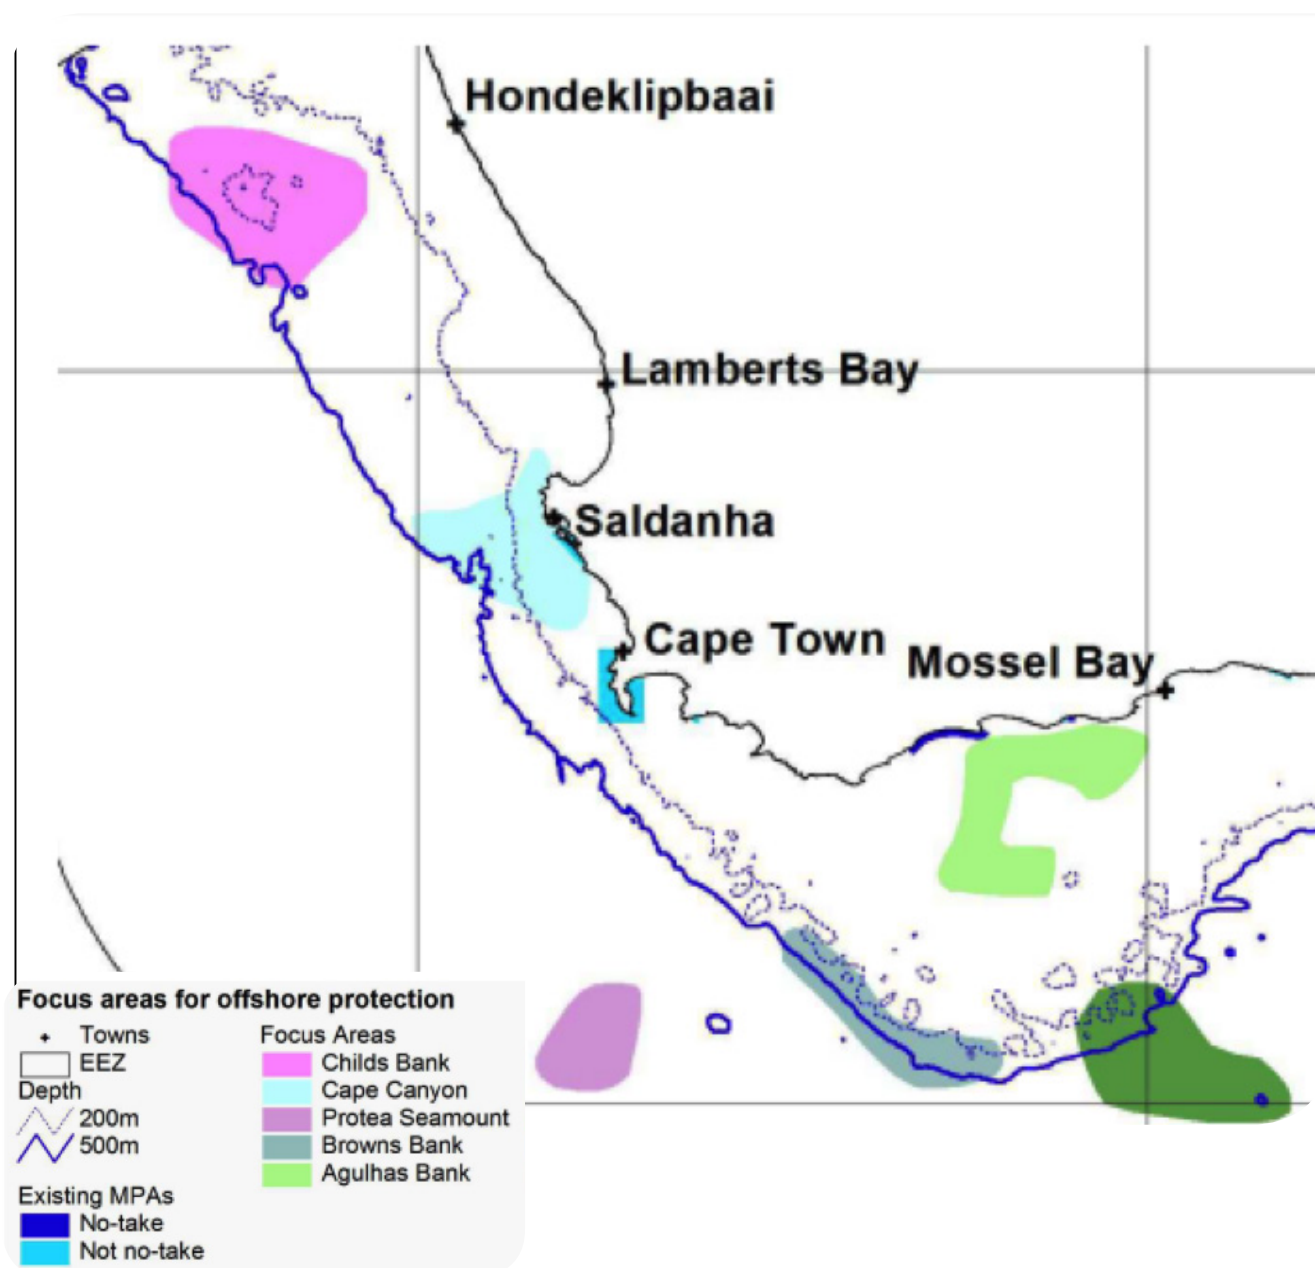 Hondeklipbaai
Lamberts Bay
Saldanha
Cape Town
Mossel Bay
Focus areas for offshore protection
Towns
EEZ
Depth
200m
500m
Existing MPAs
No-take
Not no-take
Focus Areas
Childs Bank
Cape Canyon
Protea Seamount
Browns Bank
Agulhas Bank